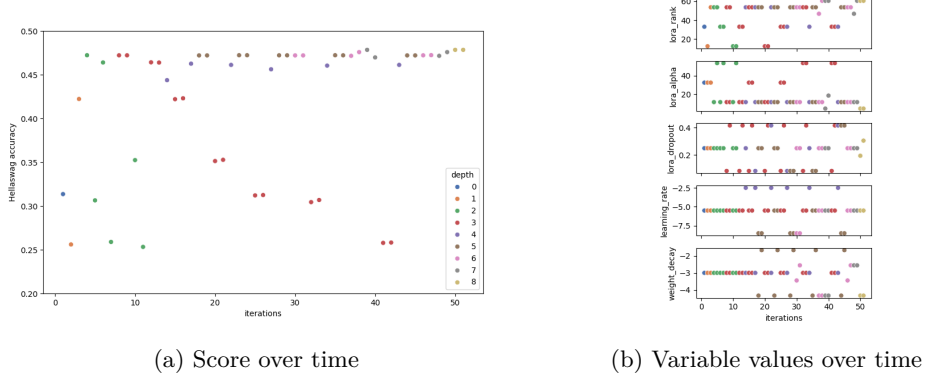 0.50
0.45
0.40
0.35
0.30
0.25
0.20
Hellaswag accuracy
0 10 20 30 40 50
iterations
depth
0
1
2
3
4
5
6
7
8
(a) Score over time
60
40
20
lora_rank
40
20
lora_alpha
0.4
0.2
lora_dropout
−2.5
−5.0
−7.5
learning_rate
−2
−3
−4
weight_decay
0 10 20 30 40 50
iterations
(b) Variable values over time